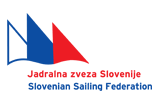 Jadralna zveza Slovenije
Slovenian Sailing Federation